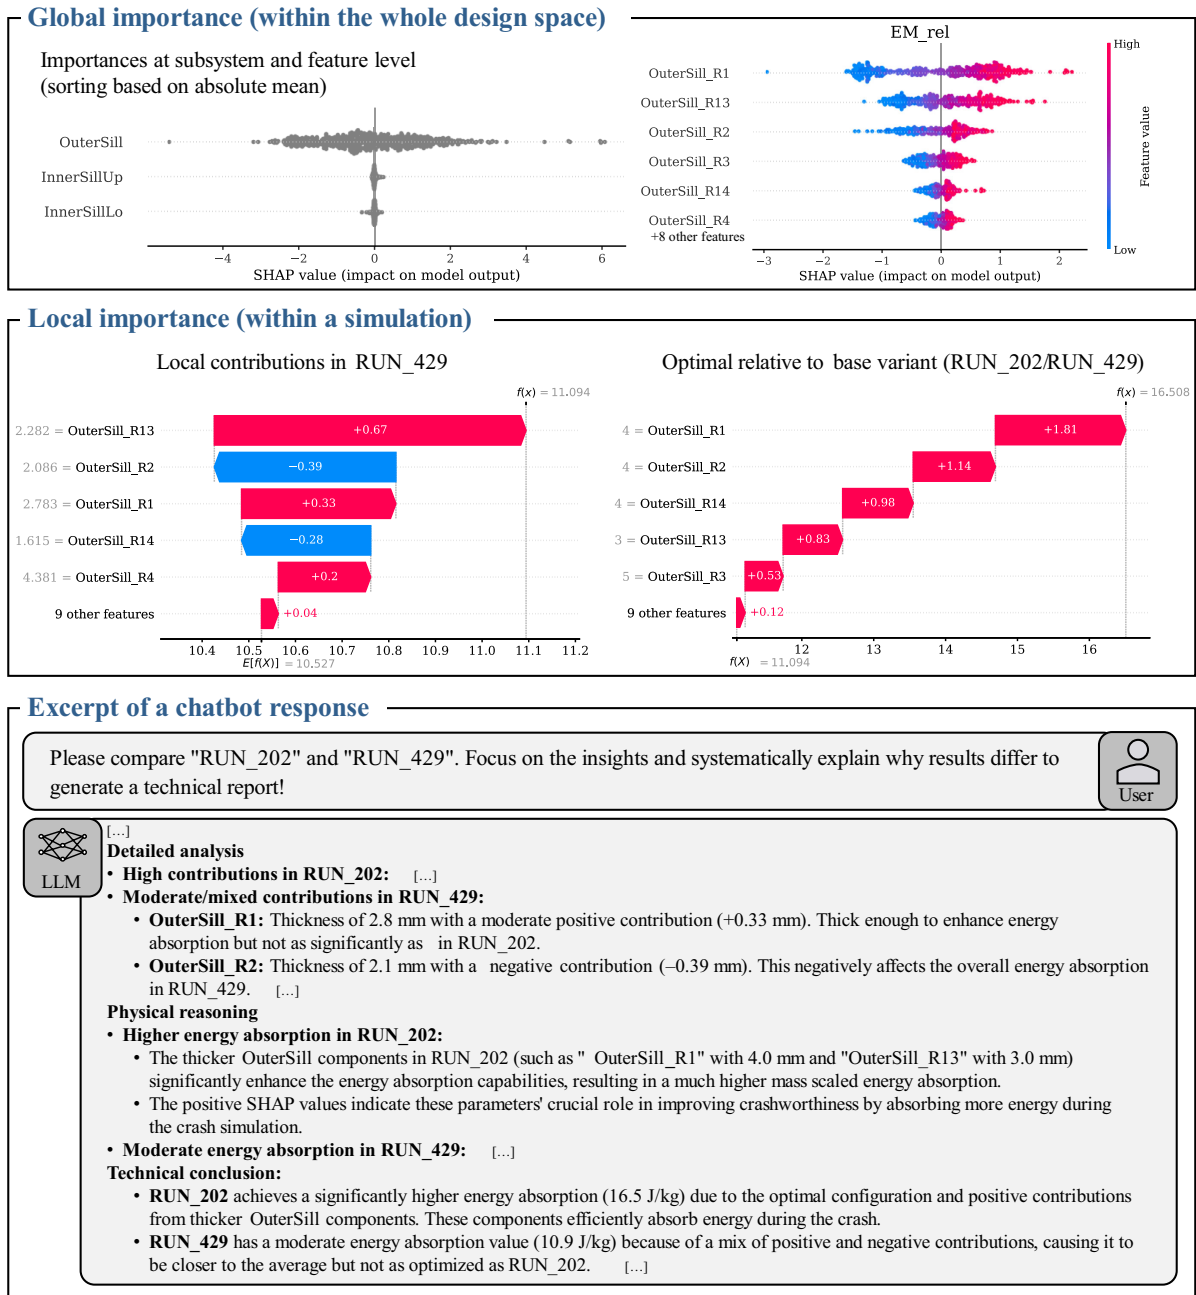 Global importance (within the whole design space)
Importances at subsystem and feature level
(sorting based on absolute mean)
OuterSill
InnerSillUp
InnerSillLo
−4
−2
0
2
4
6
SHAP value (impact on model output)
EM_rel
OuterSill_R1
OuterSill_R13
OuterSill_R2
OuterSill_R3
OuterSill_R14
OuterSill_R4
+8 other features
−3
−2
−1
0
1
2
SHAP value (impact on model output)
High
Feature value
Low
Local importance (within a simulation)
Local contributions in RUN_429
f(x) = 11.094
2.282 = OuterSill_R13
+0.67
2.086 = OuterSill_R2
−0.39
2.783 = OuterSill_R1
+0.33
1.615 = OuterSill_R14
−0.28
4.381 = OuterSill_R4
+0.2
9 other features
+0.04
10.4
10.5
10.6
10.7
10.8
10.9
11.0
11.1
11.2
E[f(X)] = 10.527
Optimal relative to base variant (RUN_202/RUN_429)
f(x) = 16.508
4 = OuterSill_R1
+1.81
4 = OuterSill_R2
+1.14
4 = OuterSill_R14
+0.98
3 = OuterSill_R13
+0.83
5 = OuterSill_R3
+0.53
9 other features
+0.12
12
13
14
15
16
f(X) = 11.094
Excerpt of a chatbot response
Please compare "RUN_202" and "RUN_429". Focus on the insights and systematically explain why results differ to
generate a technical report!
User
LLM
[...]
Detailed analysis
• High contributions in RUN_202: [...]
• Moderate/mixed contributions in RUN_429:
• OuterSill_R1: Thickness of 2.8 mm with a moderate positive contribution (+0.33 mm). Thick enough to enhance energy
absorption but not as significantly as in RUN_202.
• OuterSill_R2: Thickness of 2.1 mm with a negative contribution (–0.39 mm). This negatively affects the overall energy absorption
in RUN_429. [...]
Physical reasoning
• Higher energy absorption in RUN_202:
• The thicker OuterSill components in RUN_202 (such as " OuterSill_R1" with 4.0 mm and "OuterSill_R13" with 3.0 mm)
significantly enhance the energy absorption capabilities, resulting in a much higher mass scaled energy absorption.
• The positive SHAP values indicate these parameters' crucial role in improving crashworthiness by absorbing more energy during
the crash simulation.
• Moderate energy absorption in RUN_429: [...]
Technical conclusion:
• RUN_202 achieves a significantly higher energy absorption (16.5 J/kg) due to the optimal configuration and positive contributions
from thicker OuterSill components. These components efficiently absorb energy during the crash.
• RUN_429 has a moderate energy absorption value (10.9 J/kg) because of a mix of positive and negative contributions, causing it to
be closer to the average but not as optimized as RUN_202. [...]